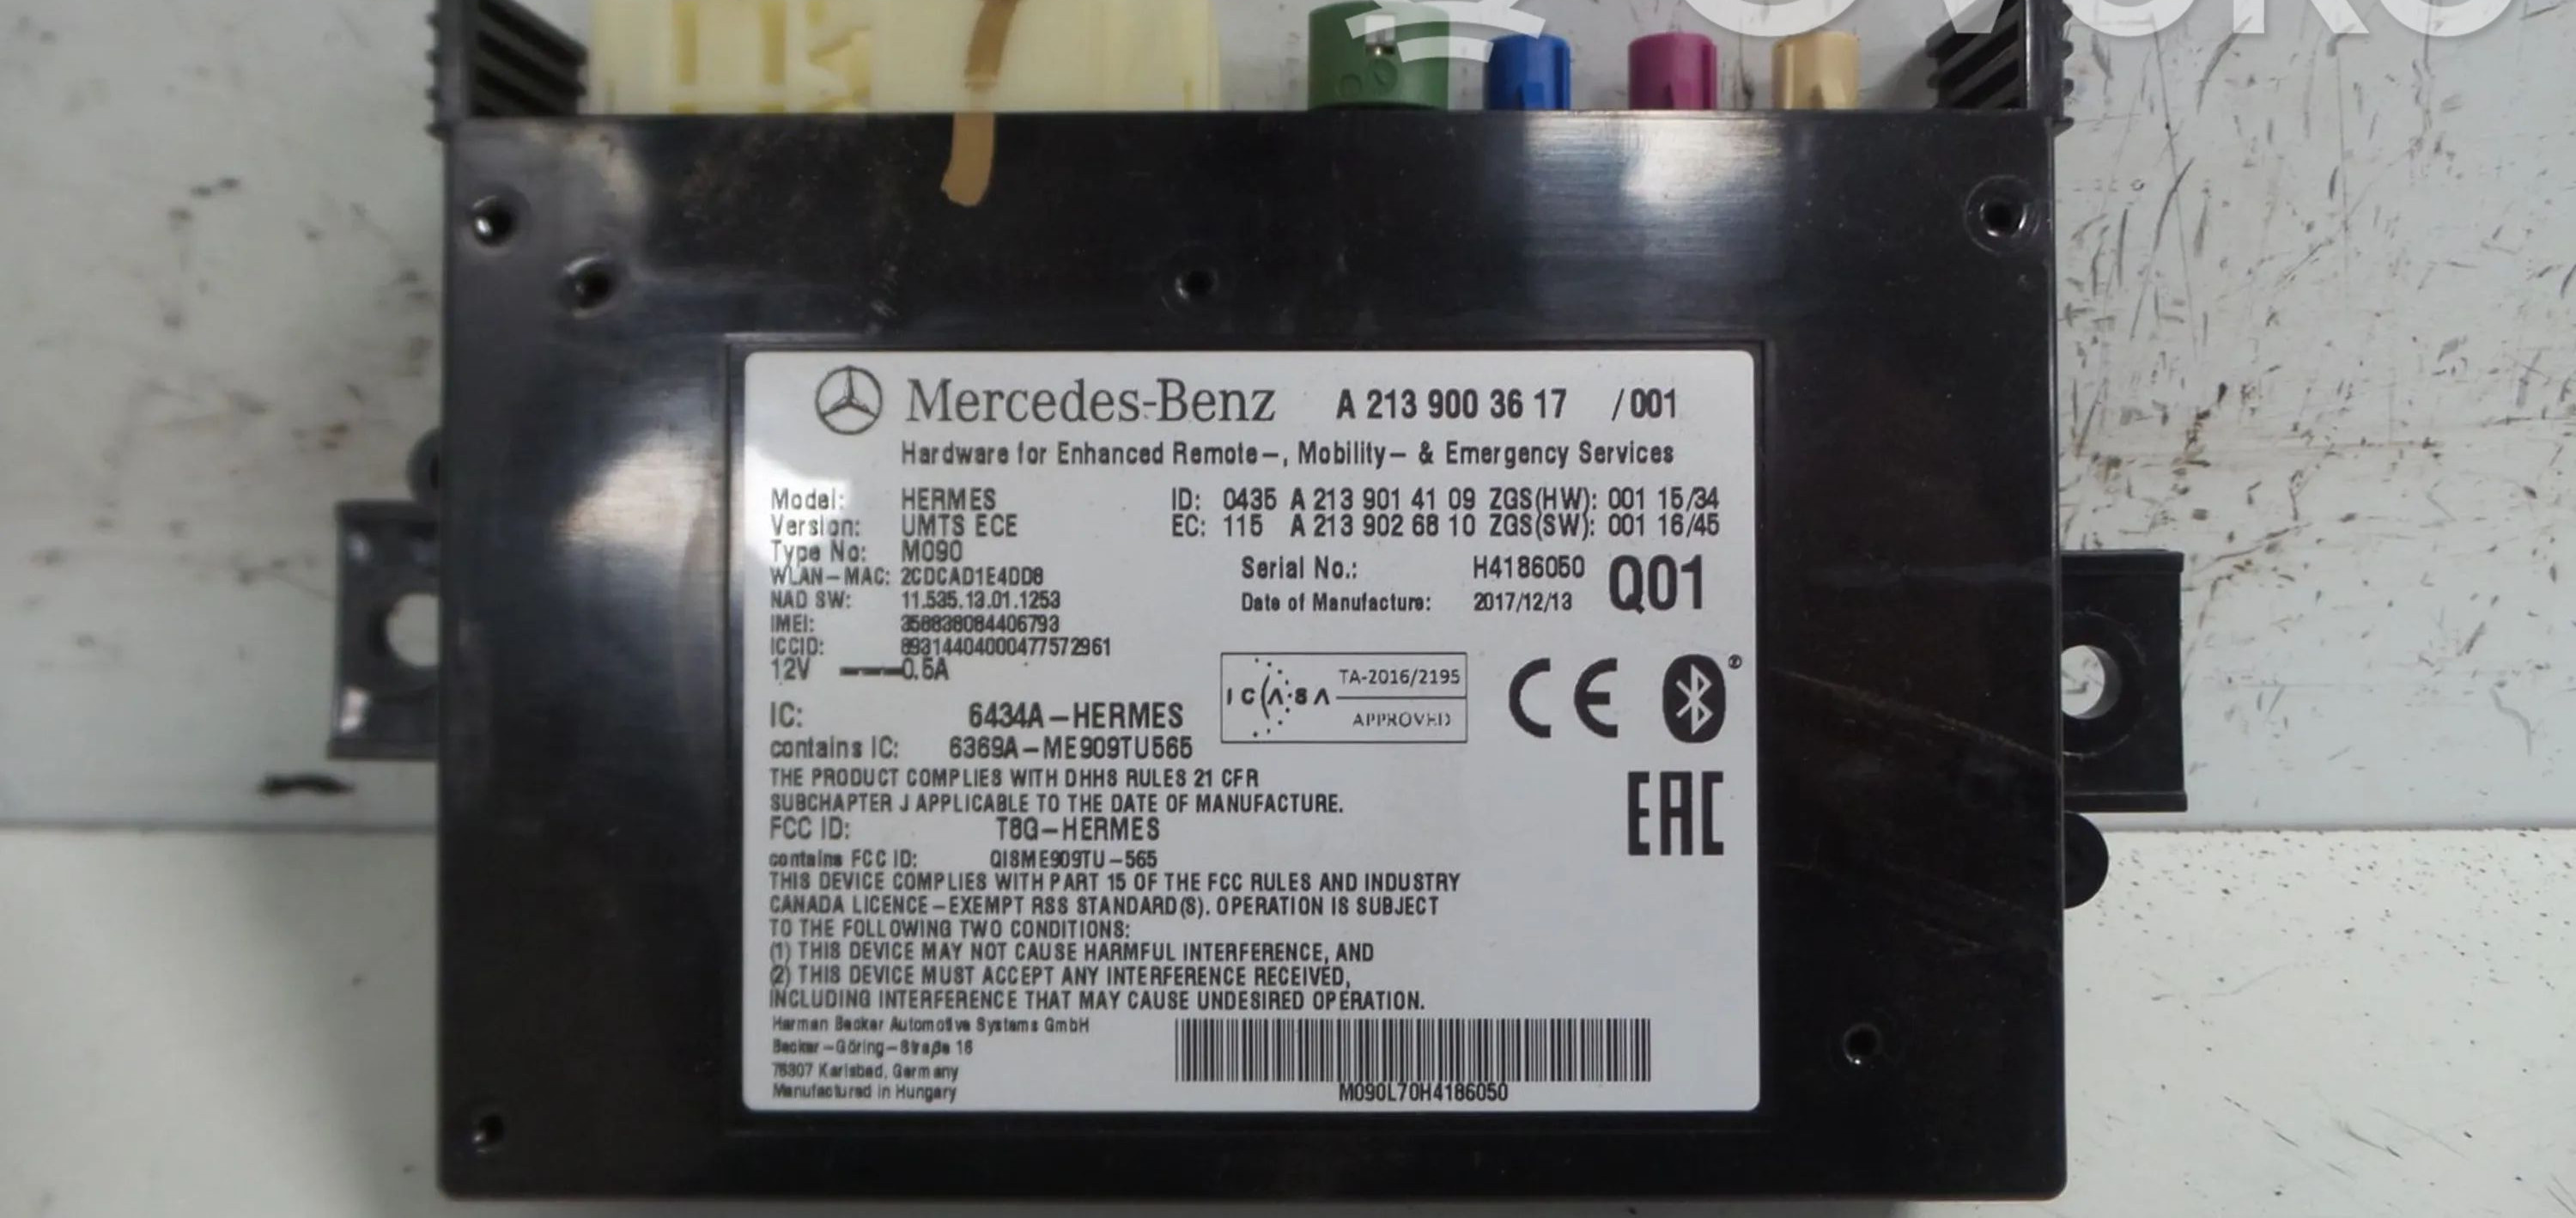 Mercedes-Benz A 213 900 36 17 /001
Hardware for Enhanced Remote-, Mobility- & Emergency Services
Model: HERMES ID: 0435 A 213 901 41 09 ZGS(HW): 001 15/34
Version: UMTS ECE EC: 115 A 213 902 68 10 ZGS(SW): 001 16/45
Type No: M090
WLAN-MAC: 2CDCAD1E4DD8 Serial No.: H4186050 Q01
NAD SW: 11.535.13.01.1253 Date of Manufacture: 2017/12/13
IMEI: 358838084406793
ICCID: 89314404000477572961
12V 0.5A
ICASA TA-2016/2195
APPROVED
CE
IC: 6434A-HERMES
contains IC: 6369A-ME909TU565
THE PRODUCT COMPLIES WITH DHHS RULES 21 CFR
SUBCHAPTER J APPLICABLE TO THE DATE OF MANUFACTURE.
EAC
FCC ID: T8G-HERMES
contains FCC ID: QISME909TU-565
THIS DEVICE COMPLIES WITH PART 15 OF THE FCC RULES AND INDUSTRY
CANADA LICENCE-EXEMPT RSS STANDARD(S). OPERATION IS SUBJECT
TO THE FOLLOWING TWO CONDITIONS:
(1) THIS DEVICE MAY NOT CAUSE HARMFUL INTERFERENCE, AND
(2) THIS DEVICE MUST ACCEPT ANY INTERFERENCE RECEIVED,
INCLUDING INTERFERENCE THAT MAY CAUSE UNDESIRED OPERATION.
Harman Becker Automotive Systems GmbH
Becker-Göring-Straße 16
76307 Karlsbad, Germany
Manufactured in Hungary
M090L70H4186050